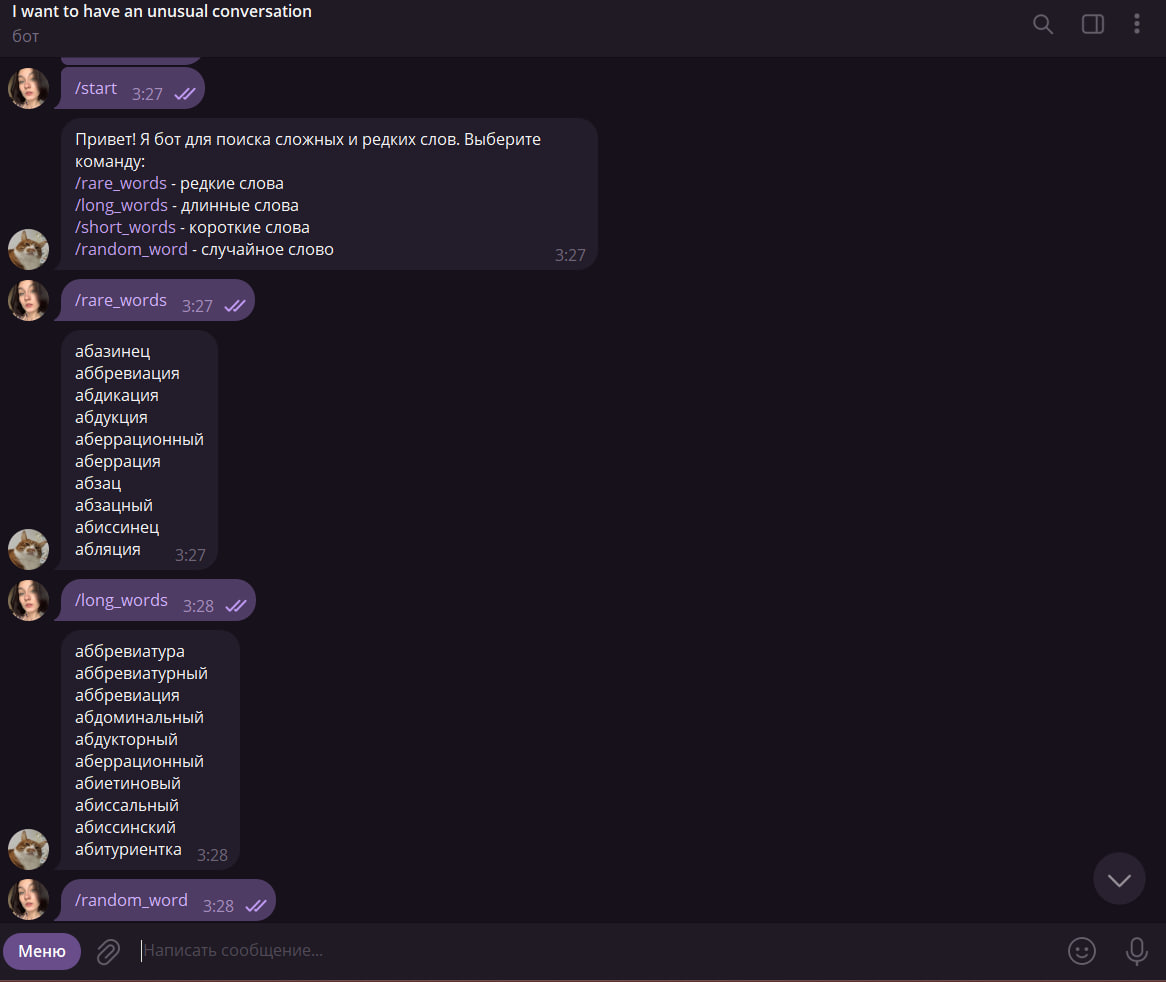 I want to have an unusual conversation
бот
/start 3:27
Привет! Я бот для поиска сложных и редких слов. Выберите
команду:
/rare_words - редкие слова
/long_words - длинные слова
/short_words - короткие слова
/random_word - случайное слово
3:27
/rare_words 3:27
абазинец
аббревиация
абдикация
абдукция
аберрационный
аберрация
абзац
абзацный
абиссинец
абляция 3:27
/long_words 3:28
аббревиатура
аббревиатурный
аббревиация
абдоминальный
абдукторный
аберрационный
абиетиновый
абиссальный
абиссинский
абитуриентка 3:28
/random_word 3:28
Меню Написать сообщение...